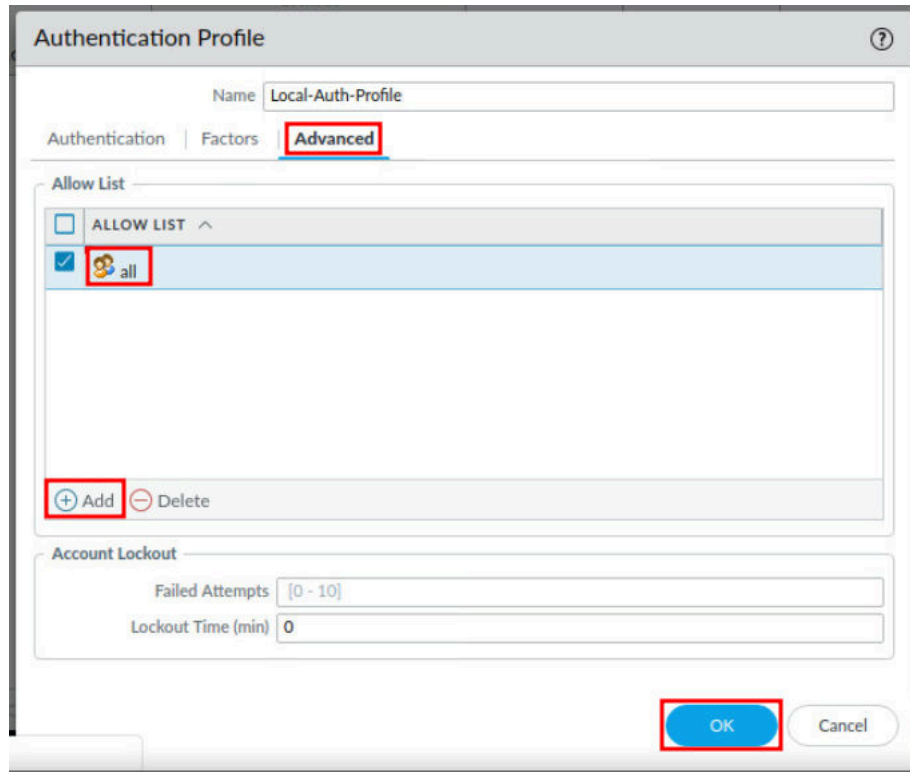 Authentication Profile
Name Local-Auth-Profile
Authentication Factors Advanced
Allow List
ALLOW LIST
all
Add Delete
Account Lockout
Failed Attempts [0 - 10]
Lockout Time (min) 0
OK Cancel